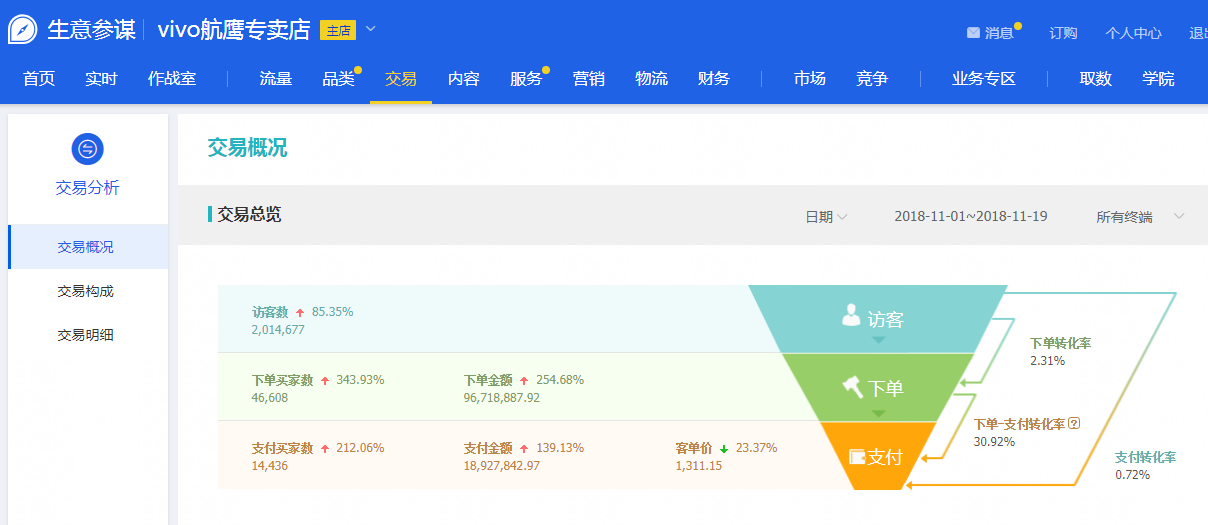 生意参谋 vivo航鹰专卖店 主店
消息 订购 个人中心 退出
首页 实时 作战室 流量 品类 交易 内容 服务 营销 物流 财务 市场 竞争 业务专区 取数 学院
交易分析
交易概况
交易构成
交易明细
交易概况
交易总览 日期 2018-11-01~2018-11-19 所有终端
访客数 85.35%
2,014,677
下单买家数 343.93% 下单金额 254.68%
46,608 96,718,887.92
支付买家数 212.06% 支付金额 139.13% 客单价 23.37%
14,436 18,927,842.97 1,311.15
访客
下单
支付
下单转化率
2.31%
下单-支付转化率 ?
30.92%
支付转化率
0.72%